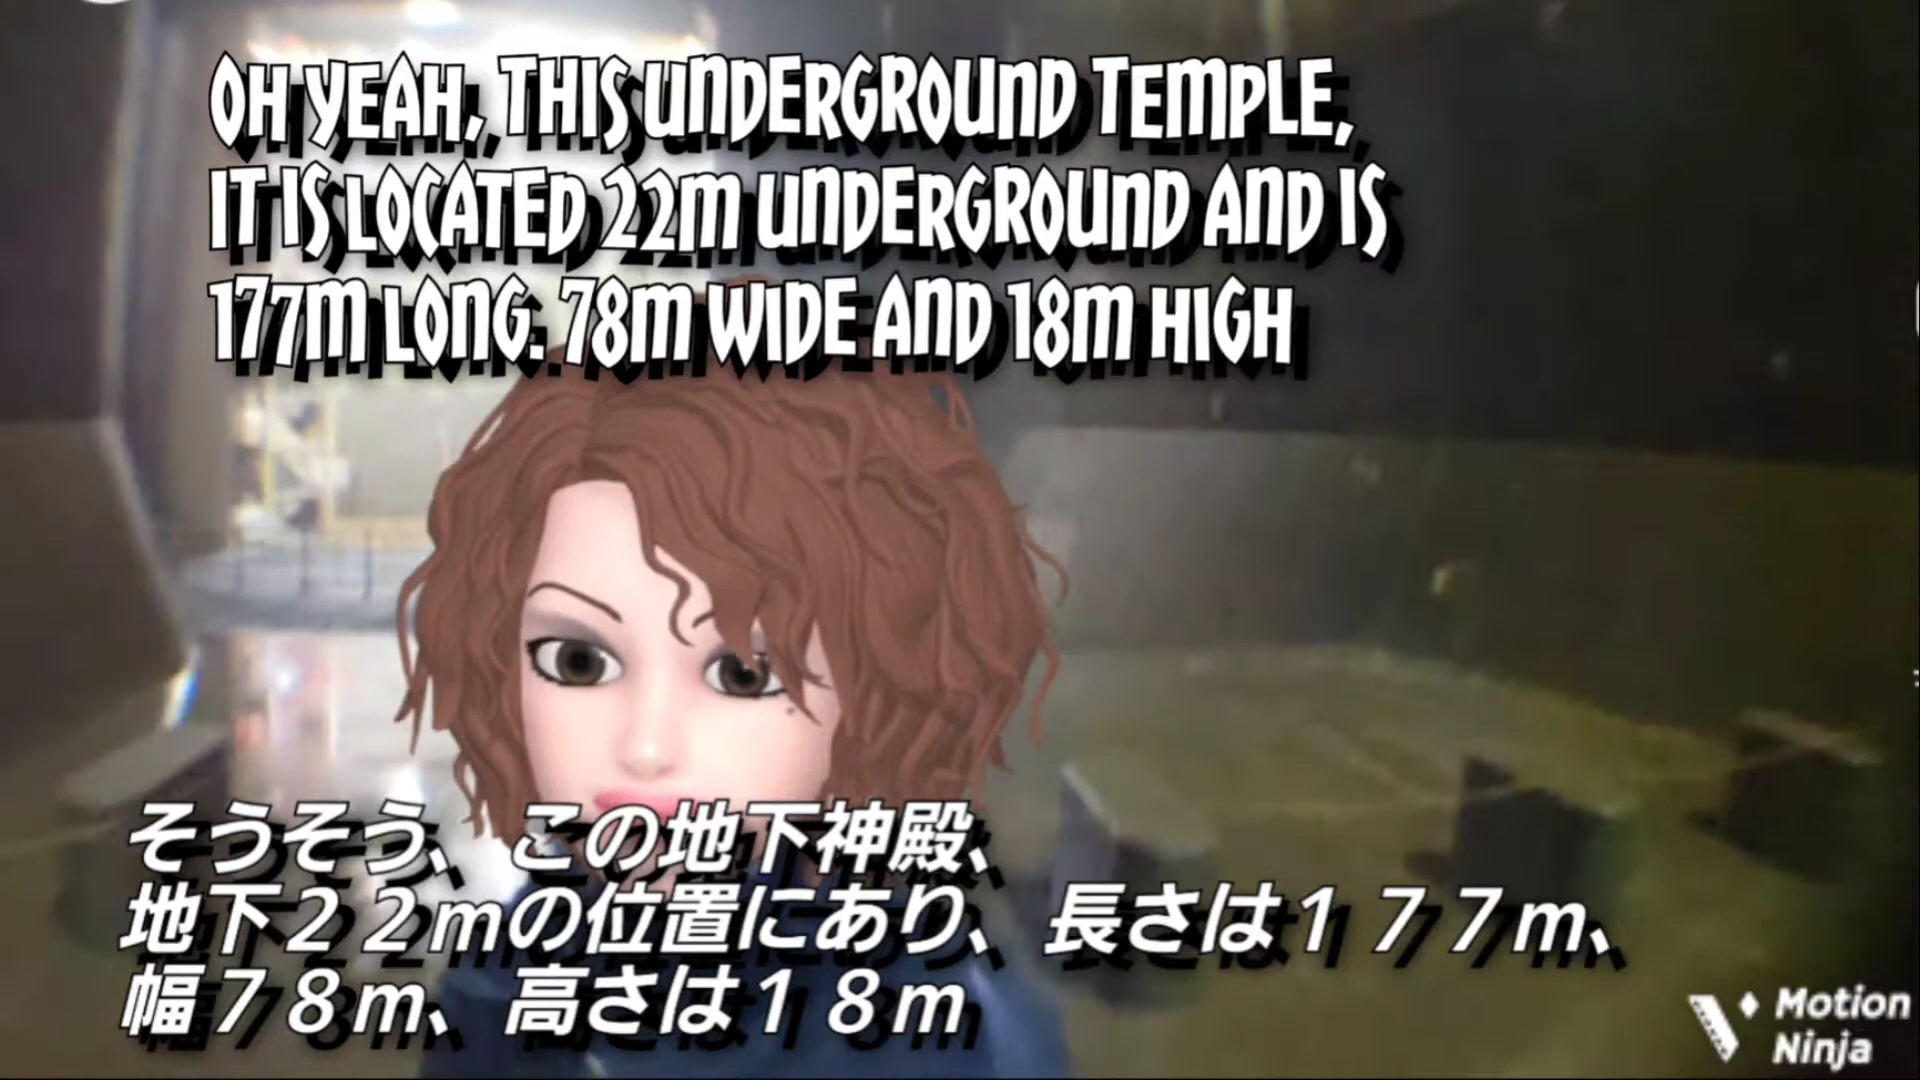 OH YEAH, THIS UNDERGROUND TEMPLE,
IT IS LOCATED 22M UNDERGROUND AND IS
177M LONG. 78M WIDE AND 18M HIGH
そうそう、この地下神殿、
地下２２ｍの位置にあり、長さは１７７ｍ、
幅７８ｍ、高さは１８ｍ
Motion
Ninja